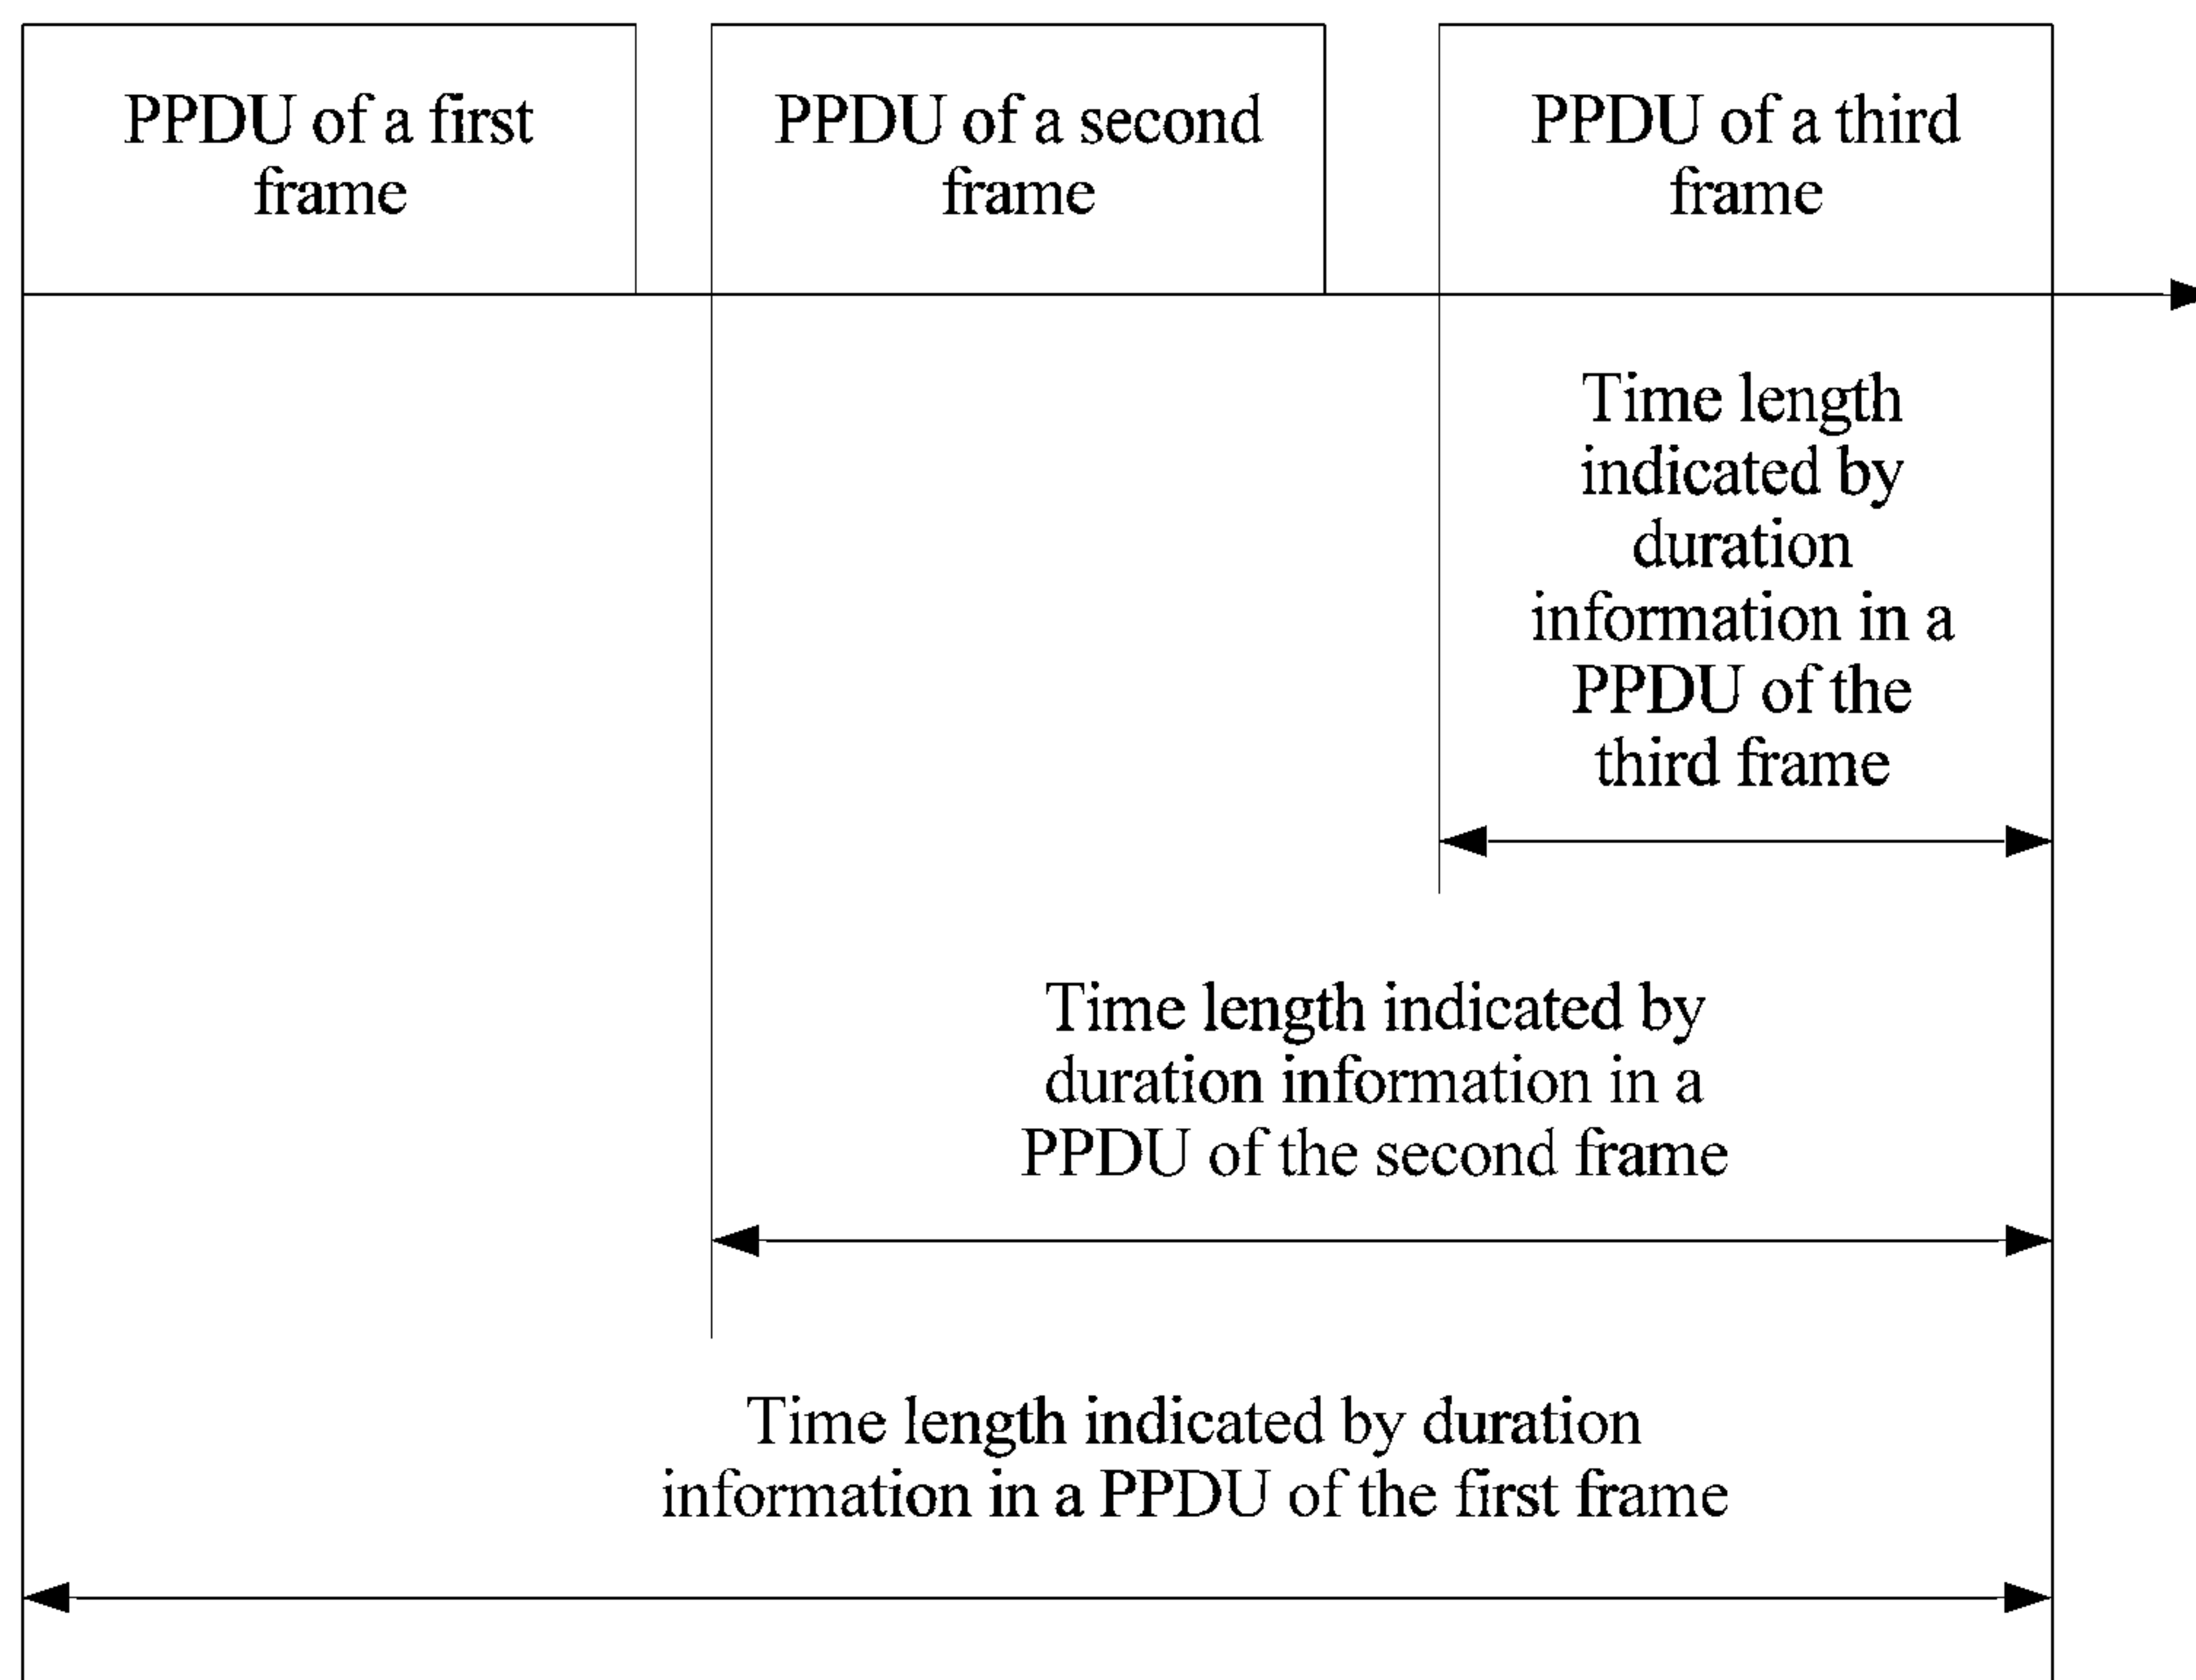 PPDU of a first
frame
PPDU of a second
frame
PPDU of a third
frame
Time length
indicated by
duration
information in a
PPDU of the
third frame
Time length indicated by
duration information in a
PPDU of the second frame
Time length indicated by duration
information in a PPDU of the first frame